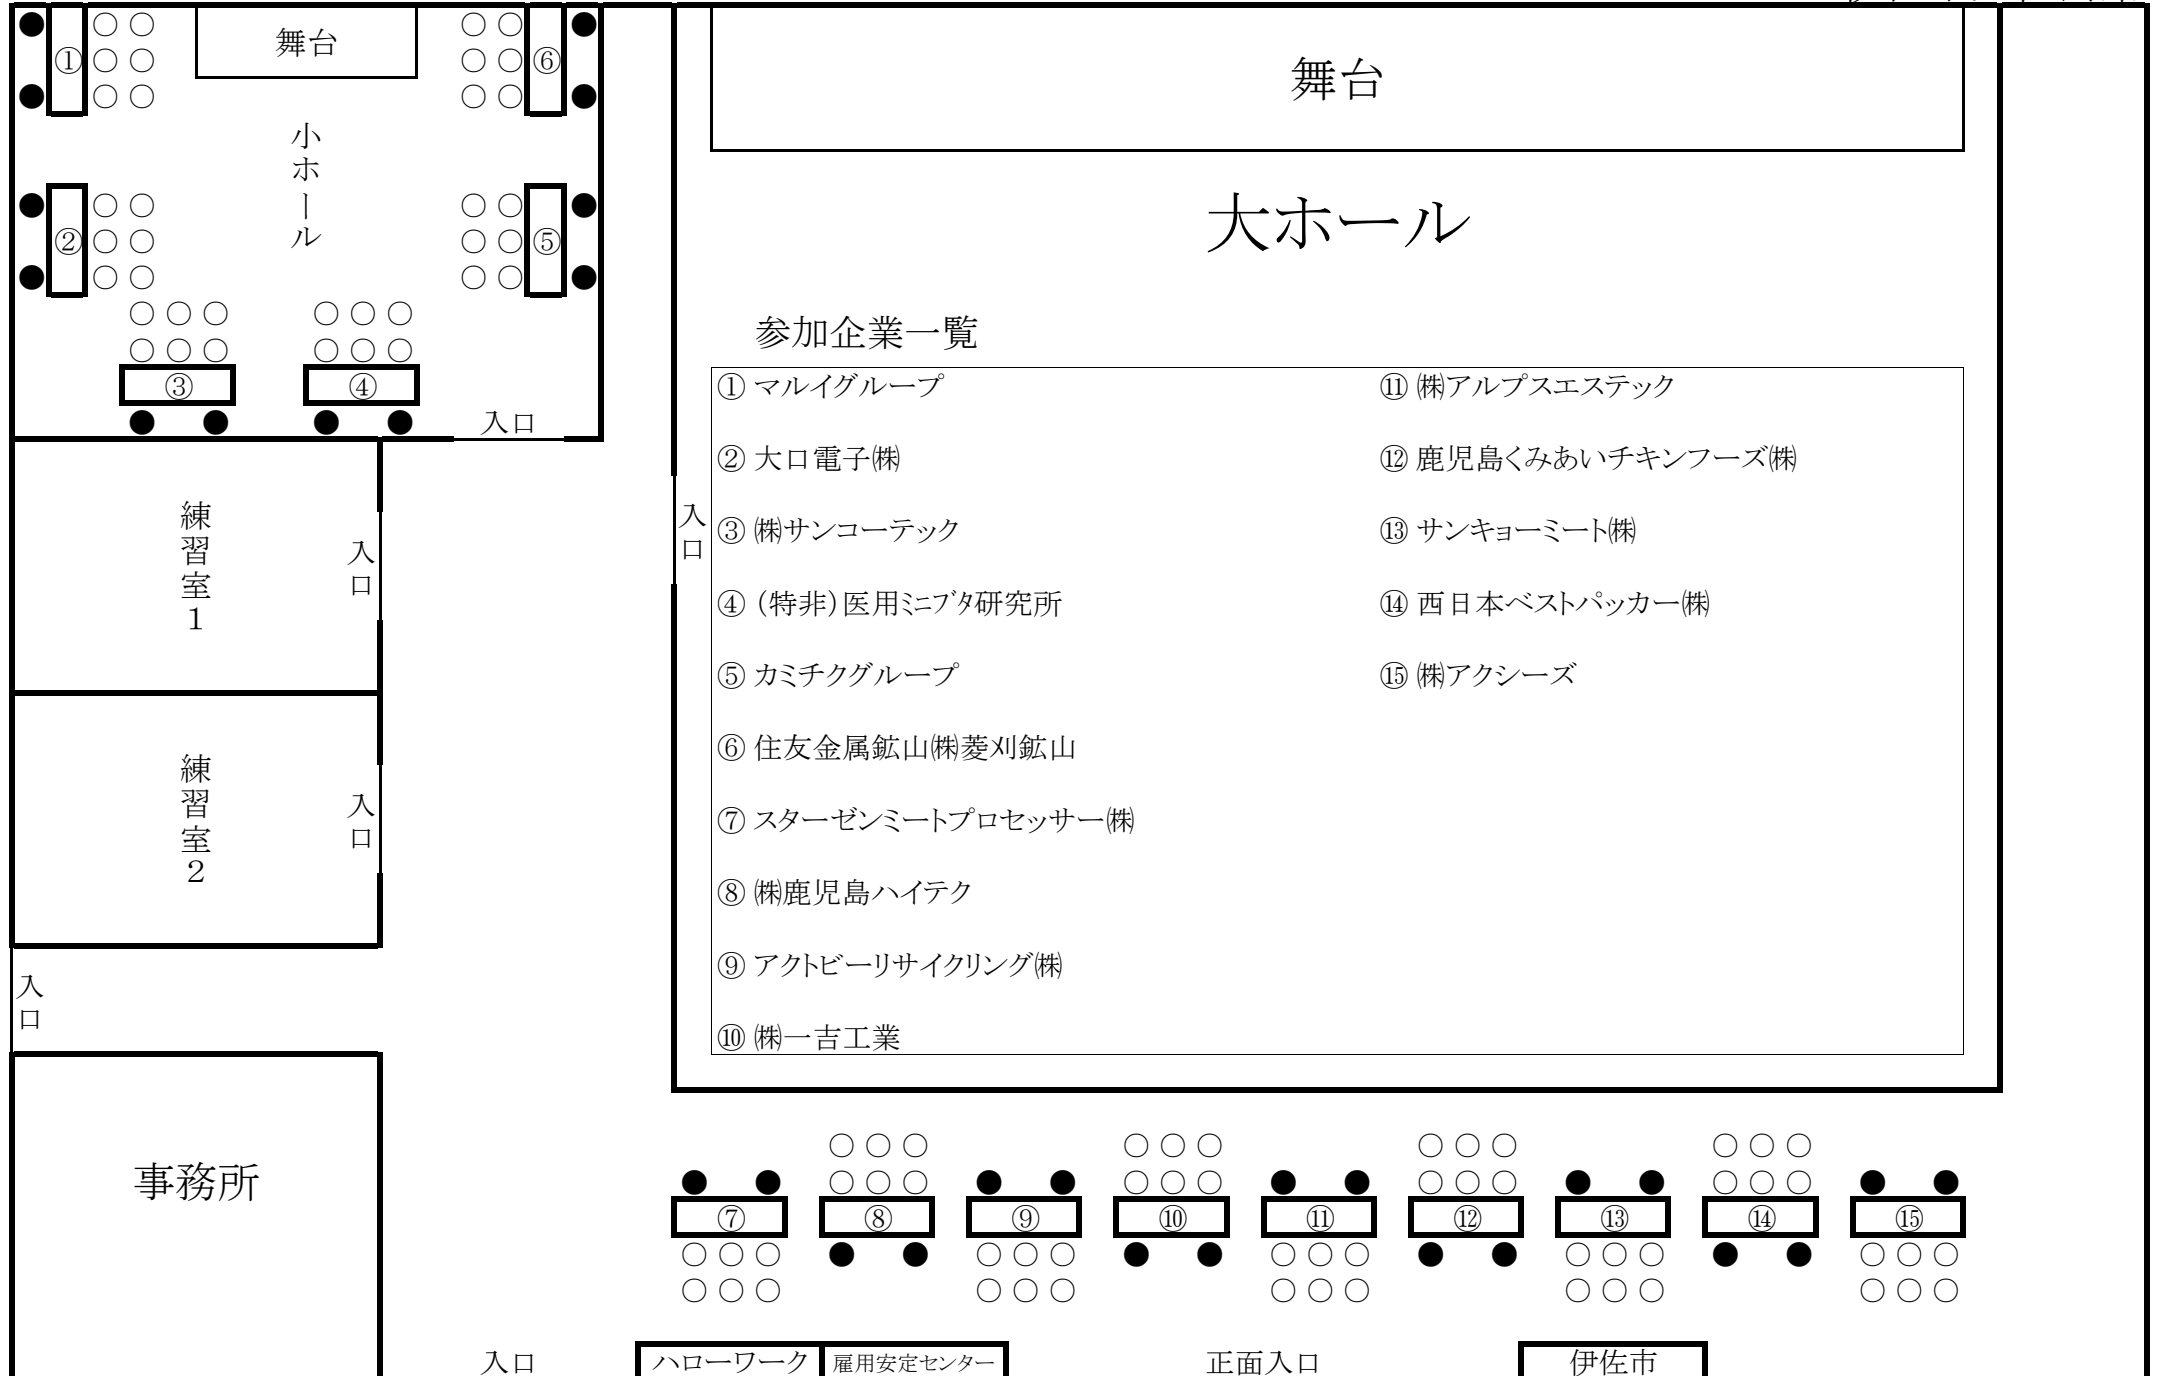 舞台
①
⑥
小ホール
②
⑤
③
④
入口
練習室1
入口
練習室2
入口
入口
事務所
舞台
大ホール
入口
参加企業一覧
① マルイグループ
② 大口電子㈱
③ ㈱サンコーテック
④ （特非）医用ﾐﾆﾌﾞﾀ研究所
⑤ カミチクグループ
⑥ 住友金属鉱山㈱菱刈鉱山
⑦ スターゼンミートプロセッサー㈱
⑧ ㈱鹿児島ハイテク
⑨ アクトビーリサイクリング㈱
⑩ ㈱一吉工業
⑪ ㈱アルプスエステック
⑫ 鹿児島くみあいチキンフーズ㈱
⑬ サンキョーミート㈱
⑭ 西日本ベストパッカー㈱
⑮ ㈱アクシーズ
⑦ ⑧ ⑨ ⑩ ⑪ ⑫ ⑬ ⑭ ⑮
入口
ハローワーク
雇用安定センター
正面入口
伊佐市